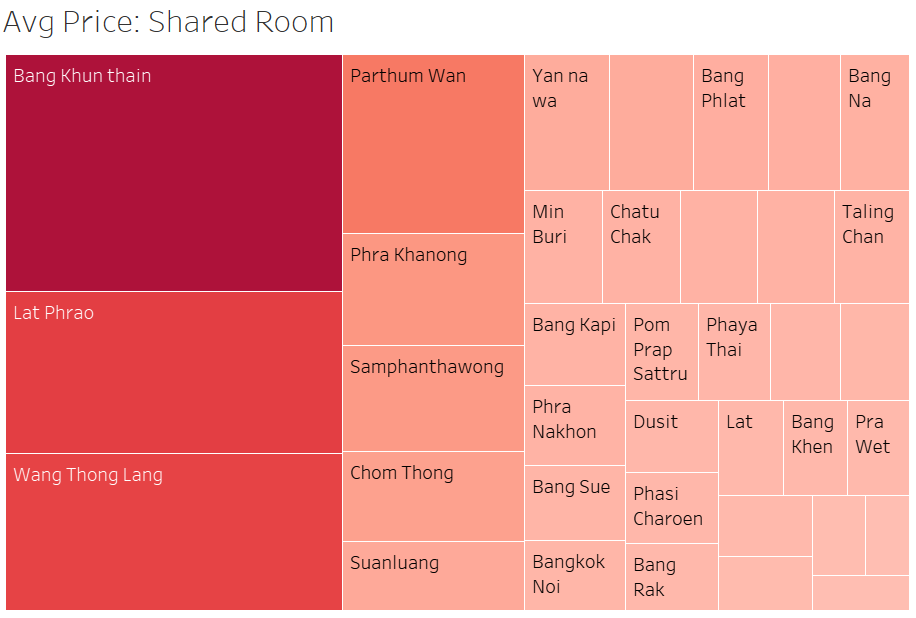 Avg Price: Shared Room
Bang Khun thain
Lat Phrao
Wang Thong Lang
Parthum Wan
Phra Khanong
Samphanthawong
Chom Thong
Suanluang
Yan na
wa
Bang
Phlat
Bang
Na
Min
Buri
Chatu
Chak
Taling
Chan
Bang Kapi
Pom
Prap
Sattru
Phaya
Thai
Phra
Nakhon
Bang Sue
Bangkok
Noi
Dusit
Phasi
Charoen
Bang
Rak
Lat
Bang
Khen
Pra
Wet